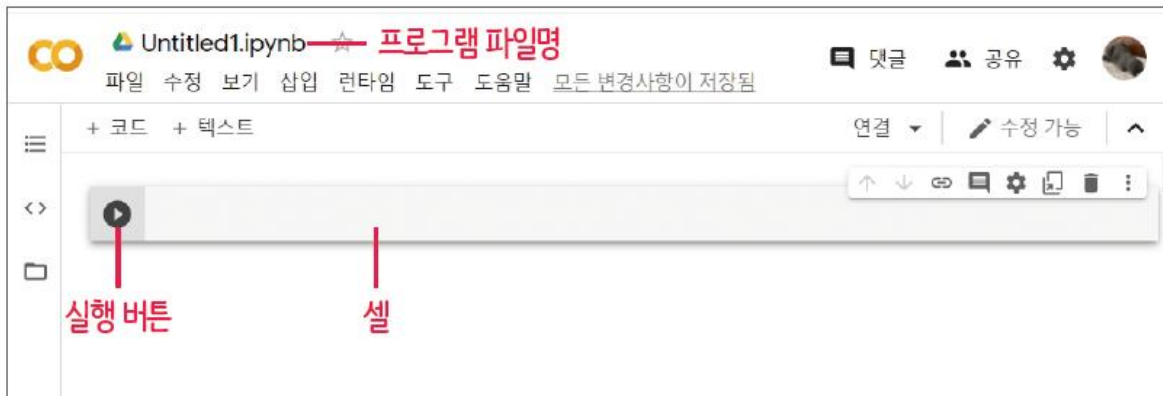 Untitled1.ipynb 프로그램 파일명
댓글 공유
파일 수정 보기 삽입 런타임 도구 도움말 모든 변경사항이 저장됨
+ 코드 + 텍스트 연결 수정 가능
실행 버튼 셀